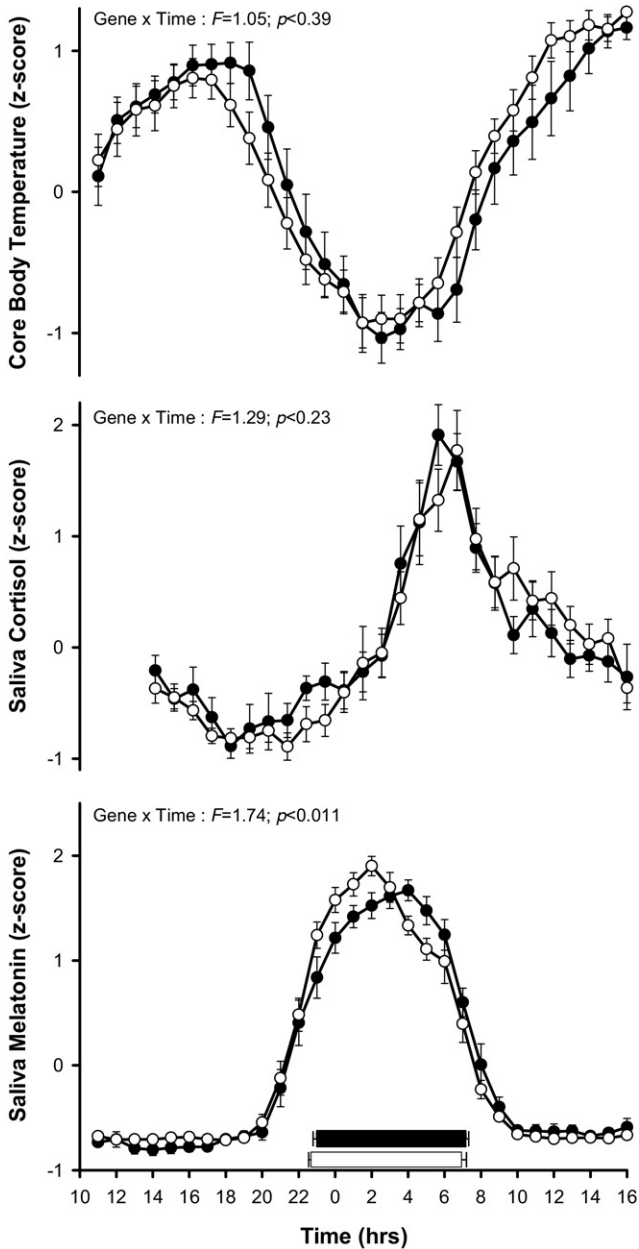 Gene x Time : F=1.05; p<0.39
Core Body Temperature (z-score)
1
0
-1
Gene x Time : F=1.29; p<0.23
Saliva Cortisol (z-score)
2
1
0
-1
Gene x Time : F=1.74; p<0.011
Saliva Melatonin (z-score)
2
1
0
-1
10 12 14 16 18 20 22 0 2 4 6 8 10 12 14 16
Time (hrs)